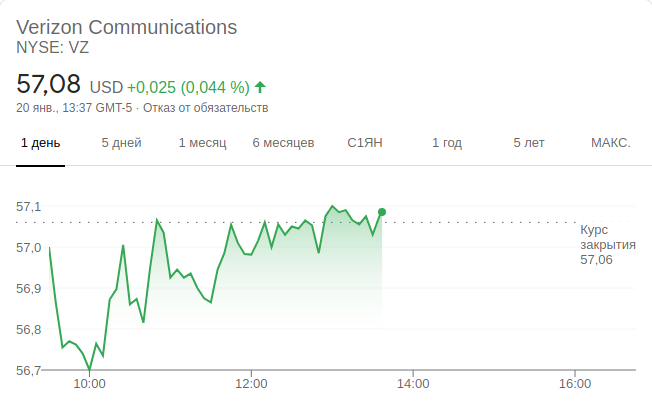 Verizon Communications
NYSE: VZ
57,08 USD +0,025 (0,044 %)
20 янв., 13:37 GMT-5 · Отказ от обязательств
1 день 5 дней 1 месяц 6 месяцев С1ЯН 1 год 5 лет МАКС.
57,1
Курс
закрытия
57,06
57,0
56,9
56,8
56,7
10:00 12:00 14:00 16:00